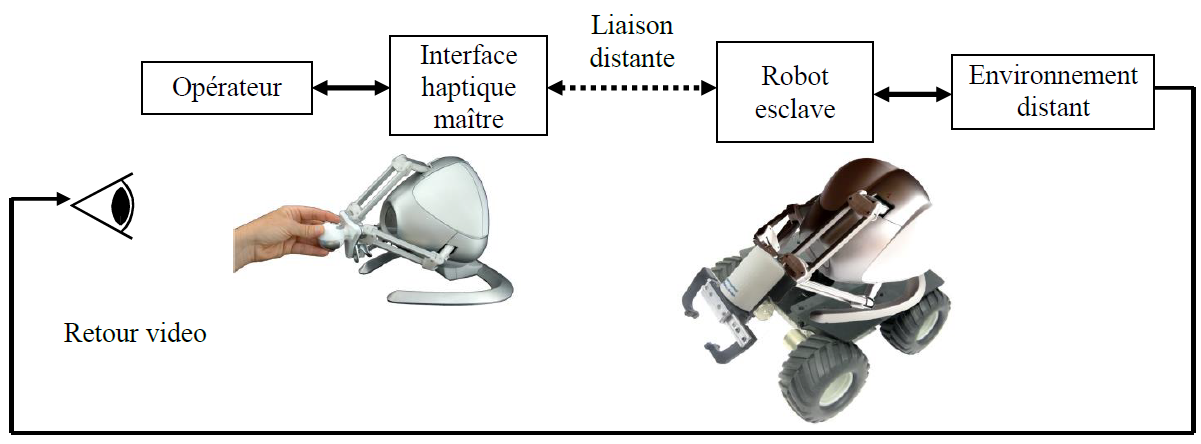 Opérateur
Interface
haptique
maître
Liaison
distante
Robot
esclave
Environnement
distant
Retour video